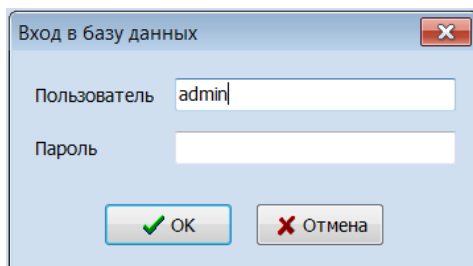 Вход в базу данных
Пользователь admin
Пароль
OK Отмена